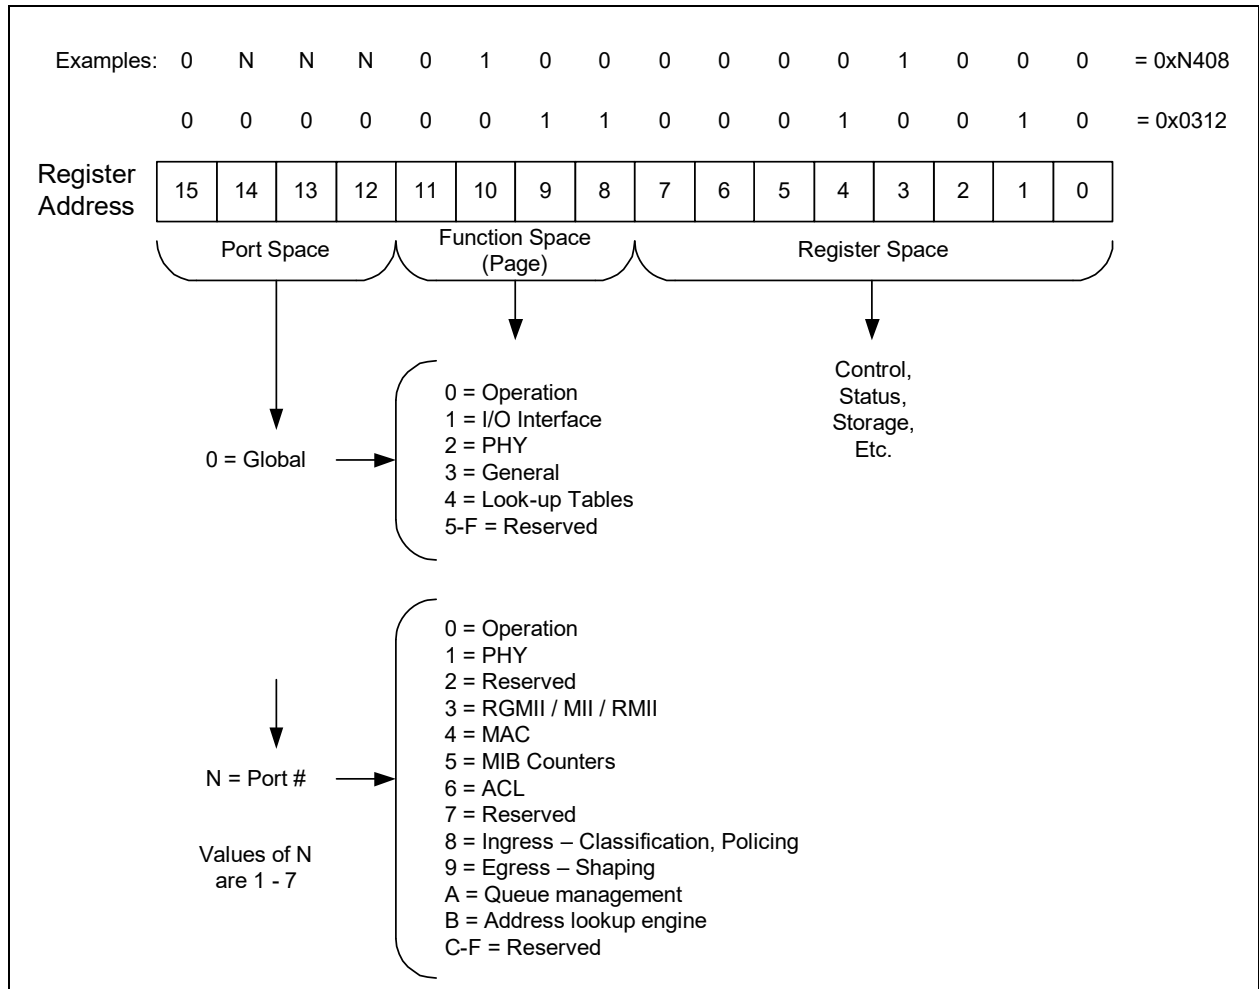 Examples: 0 N N N 0 1 0 0 0 0 0 0 1 0 0 0 = 0xN408
0 0 0 0 0 0 1 1 0 0 0 1 0 0 1 0 = 0x0312
Register
Address
15 14 13 12 11 10 9 8 7 6 5 4 3 2 1 0
Port Space
Function Space
(Page)
Register Space
0 = Global
0 = Operation
1 = I/O Interface
2 = PHY
3 = General
4 = Look-up Tables
5-F = Reserved
Control,
Status,
Storage,
Etc.
N = Port #
Values of N
are 1 - 7
0 = Operation
1 = PHY
2 = Reserved
3 = RGMII / MII / RMII
4 = MAC
5 = MIB Counters
6 = ACL
7 = Reserved
8 = Ingress – Classification, Policing
9 = Egress – Shaping
A = Queue management
B = Address lookup engine
C-F = Reserved